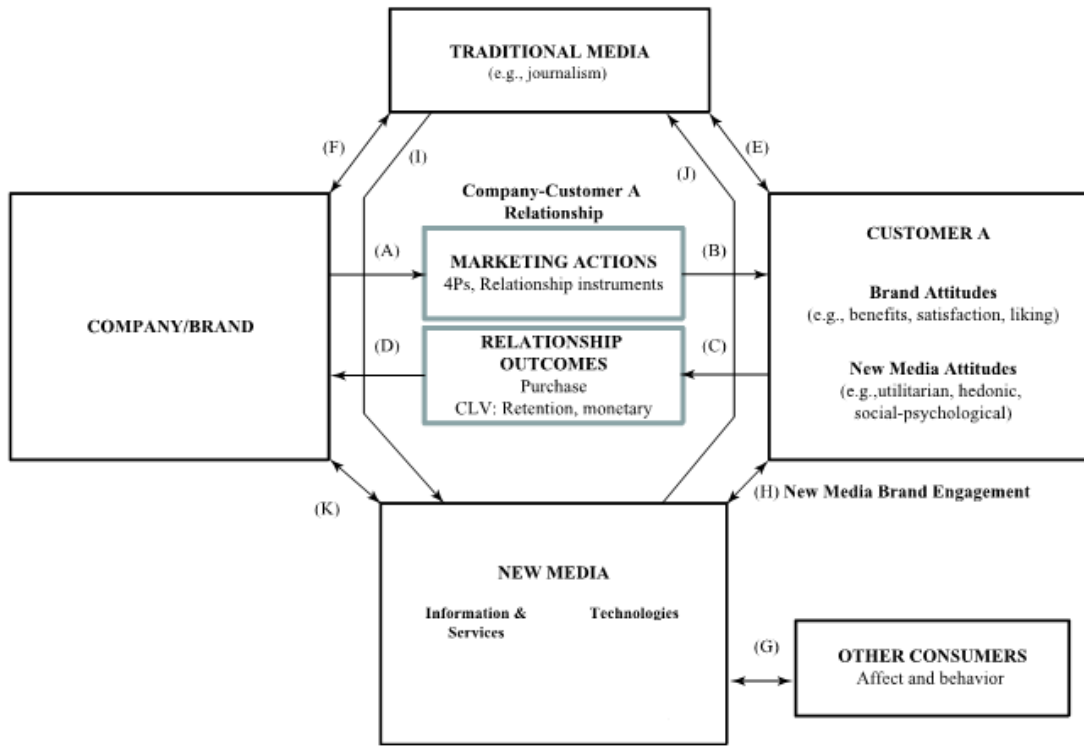 TRADITIONAL MEDIA
(e.g., journalism)
(F)
(I)
(J)
(E)
Company-Customer A
Relationship
(A)
MARKETING ACTIONS
4Ps, Relationship instruments
(B)
COMPANY/BRAND
(D)
RELATIONSHIP
OUTCOMES
Purchase
CLV: Retention, monetary
(C)
CUSTOMER A
Brand Attitudes
(e.g., benefits, satisfaction, liking)
New Media Attitudes
(e.g.,utilitarian, hedonic,
social-psychological)
(K)
(H) New Media Brand Engagement
NEW MEDIA
Information &
Services
Technologies
(G)
OTHER CONSUMERS
Affect and behavior